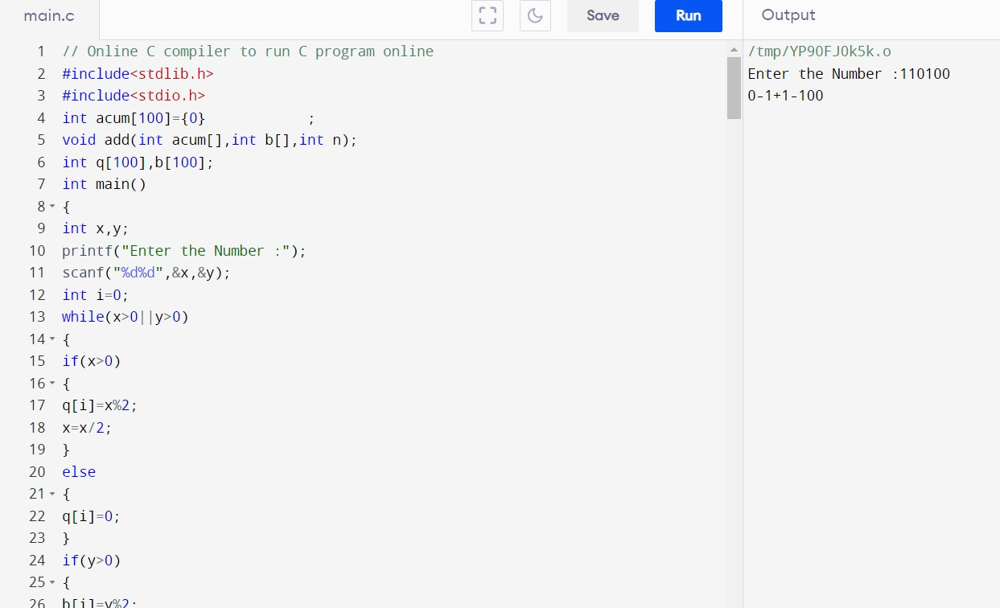 main.c
Save
Run
Output
1 // Online C compiler to run C program online
2 #include<stdlib.h>
3 #include<stdio.h>
4 int acum[100]={0} ;
5 void add(int acum[],int b[],int n);
6 int q[100],b[100];
7 int main()
8 {
9 int x,y;
10 printf("Enter the Number :");
11 scanf("%d%d",&x,&y);
12 int i=0;
13 while(x>0||y>0)
14 {
15 if(x>0)
16 {
17 q[i]=x%2;
18 x=x/2;
19 }
20 else
21 {
22 q[i]=0;
23 }
24 if(y>0)
25 {
26 b[i]=y%2;
/tmp/YP90FJ0k5k.o
Enter the Number :110100
0-1+1-100